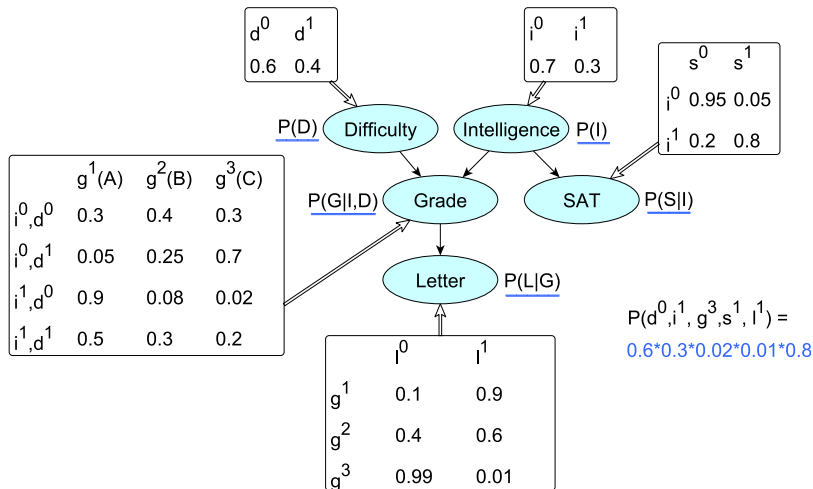 d0 d1
0.6 0.4
i0 i1
0.7 0.3
s0 s1
i0 0.95 0.05
i1 0.2 0.8
P(D) Difficulty
Intelligence P(I)
g1(A) g2(B) g3(C)
i0,d0 0.3 0.4 0.3
i0,d1 0.05 0.25 0.7
i1,d0 0.9 0.08 0.02
i1,d1 0.5 0.3 0.2
P(G|I,D) Grade
SAT P(S|I)
Letter P(L|G)
P(d0,i1, g3,s1, l1) =
0.6*0.3*0.02*0.01*0.8
l0 l1
g1 0.1 0.9
g2 0.4 0.6
g3 0.99 0.01